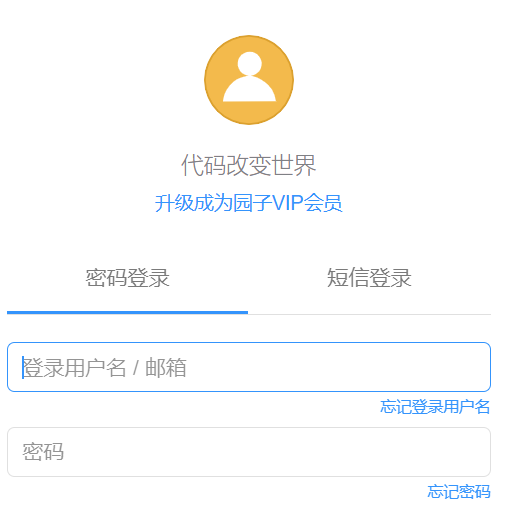 代码改变世界
升级成为园子VIP会员
密码登录 短信登录
登录用户名 / 邮箱
忘记登录用户名
密码
忘记密码